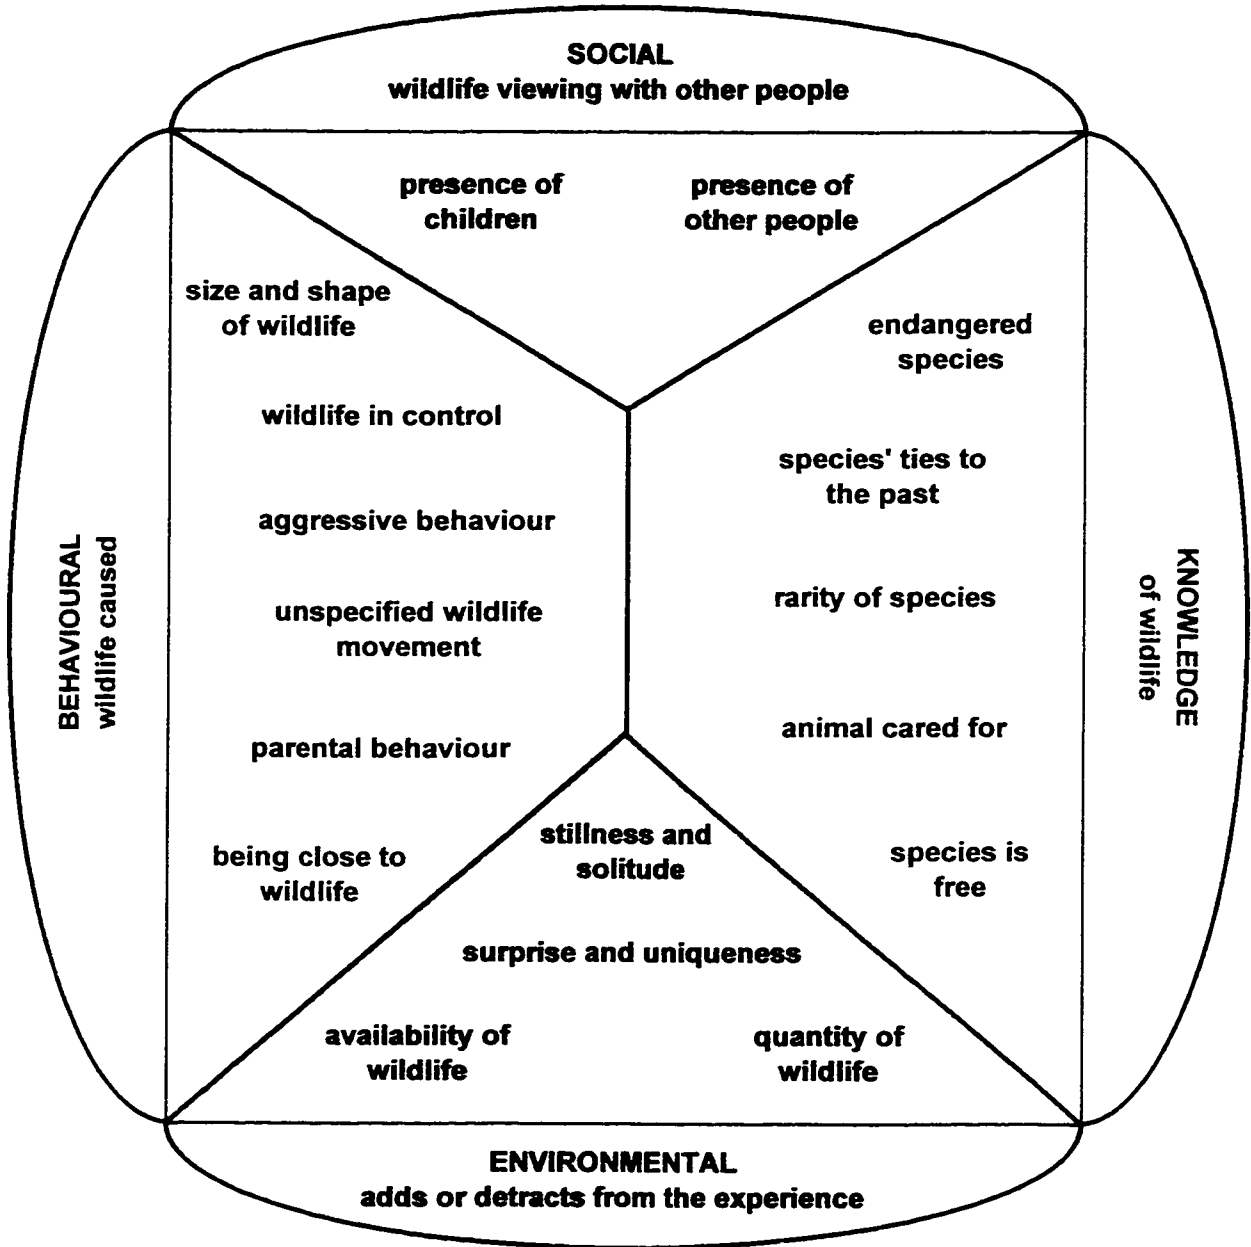 SOCIAL
wildlife viewing with other people
presence of
children
presence of
other people
size and shape
of wildlife
wildlife in control
aggressive behaviour
unspecified wildlife
movement
parental behaviour
being close to
wildlife
BEHAVIOURAL
wildlife caused
endangered
species
species' ties to
the past
rarity of species
animal cared for
species is
free
KNOWLEDGE
of wildlife
stillness and
solitude
surprise and uniqueness
availability of
wildlife
quantity of
wildlife
ENVIRONMENTAL
adds or detracts from the experience